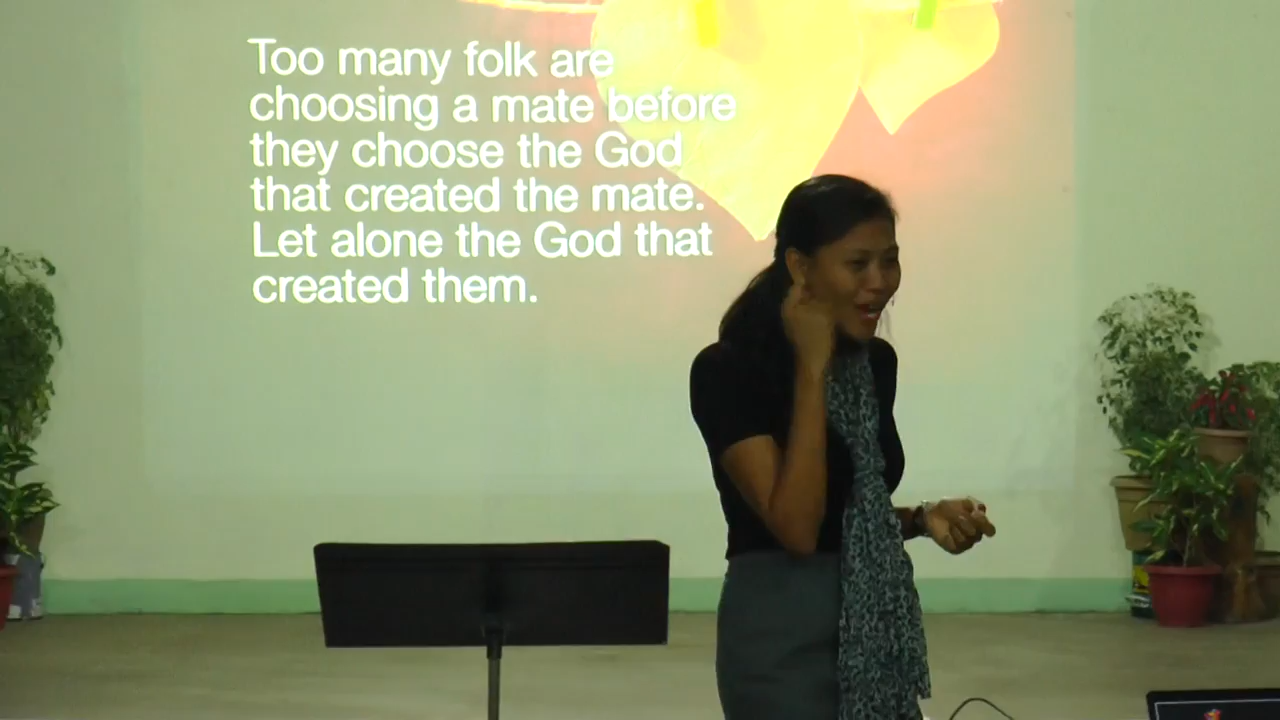 Too many folk are
choosing a mate before
they choose the God
that created the mate.
Let alone the God that
created them.